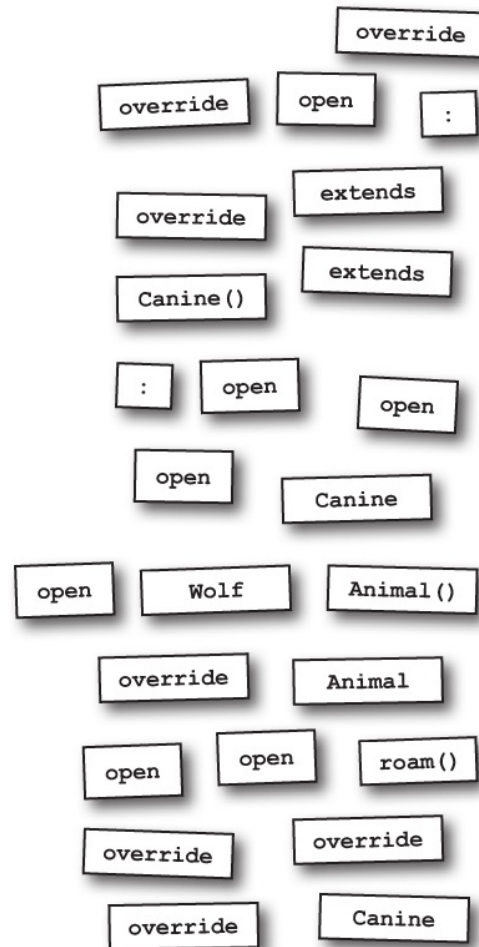 override
override open :
override extends
Canine() extends
: open open
open Canine
open Wolf Animal()
override Animal
open open roam()
override override
override Canine